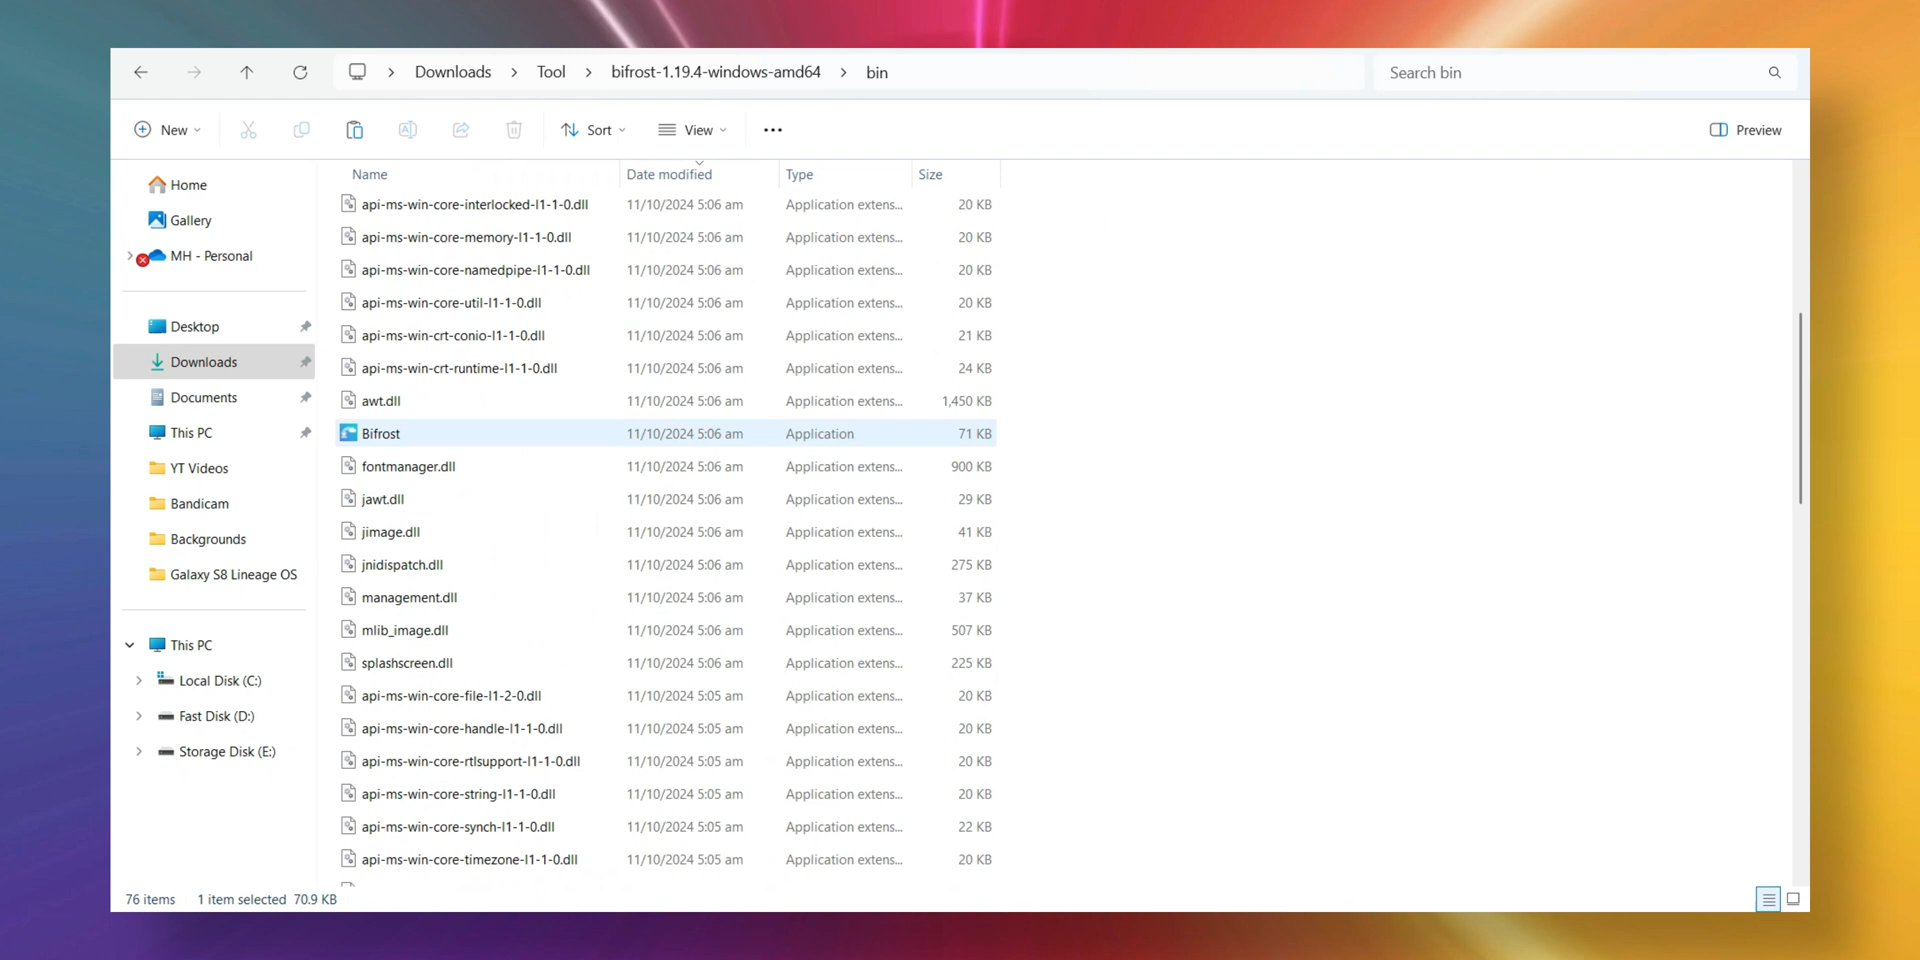 Downloads
Tool
bifrost-1.19.4-windows-amd64
bin
Search bin
New
Sort
View
Preview
Home
Gallery
MH - Personal
Desktop
Downloads
Documents
This PC
YT Videos
Bandicam
Backgrounds
Galaxy S8 Lineage OS
This PC
Local Disk (C:)
Fast Disk (D:)
Storage Disk (E:)
Name Date modified Type Size
api-ms-win-core-interlocked-l1-1-0.dll 11/10/2024 5:06 am Application extens... 20 KB
api-ms-win-core-memory-l1-1-0.dll 11/10/2024 5:06 am Application extens... 20 KB
api-ms-win-core-namedpipe-l1-1-0.dll 11/10/2024 5:06 am Application extens... 20 KB
api-ms-win-core-util-l1-1-0.dll 11/10/2024 5:06 am Application extens... 20 KB
api-ms-win-crt-conio-l1-1-0.dll 11/10/2024 5:06 am Application extens... 21 KB
api-ms-win-crt-runtime-l1-1-0.dll 11/10/2024 5:06 am Application extens... 24 KB
awt.dll 11/10/2024 5:06 am Application extens... 1,450 KB
Bifrost 11/10/2024 5:06 am Application 71 KB
fontmanager.dll 11/10/2024 5:06 am Application extens... 900 KB
jawt.dll 11/10/2024 5:06 am Application extens... 29 KB
jimage.dll 11/10/2024 5:06 am Application extens... 41 KB
jnidispatch.dll 11/10/2024 5:06 am Application extens... 275 KB
management.dll 11/10/2024 5:06 am Application extens... 37 KB
mlib_image.dll 11/10/2024 5:06 am Application extens... 507 KB
splashscreen.dll 11/10/2024 5:06 am Application extens... 225 KB
api-ms-win-core-file-l1-2-0.dll 11/10/2024 5:05 am Application extens... 20 KB
api-ms-win-core-handle-l1-1-0.dll 11/10/2024 5:05 am Application extens... 20 KB
api-ms-win-core-rtlsupport-l1-1-0.dll 11/10/2024 5:05 am Application extens... 20 KB
api-ms-win-core-string-l1-1-0.dll 11/10/2024 5:05 am Application extens... 20 KB
api-ms-win-core-synch-l1-1-0.dll 11/10/2024 5:05 am Application extens... 22 KB
api-ms-win-core-timezone-l1-1-0.dll 11/10/2024 5:05 am Application extens... 20 KB
76 items 1 item selected 70.9 KB